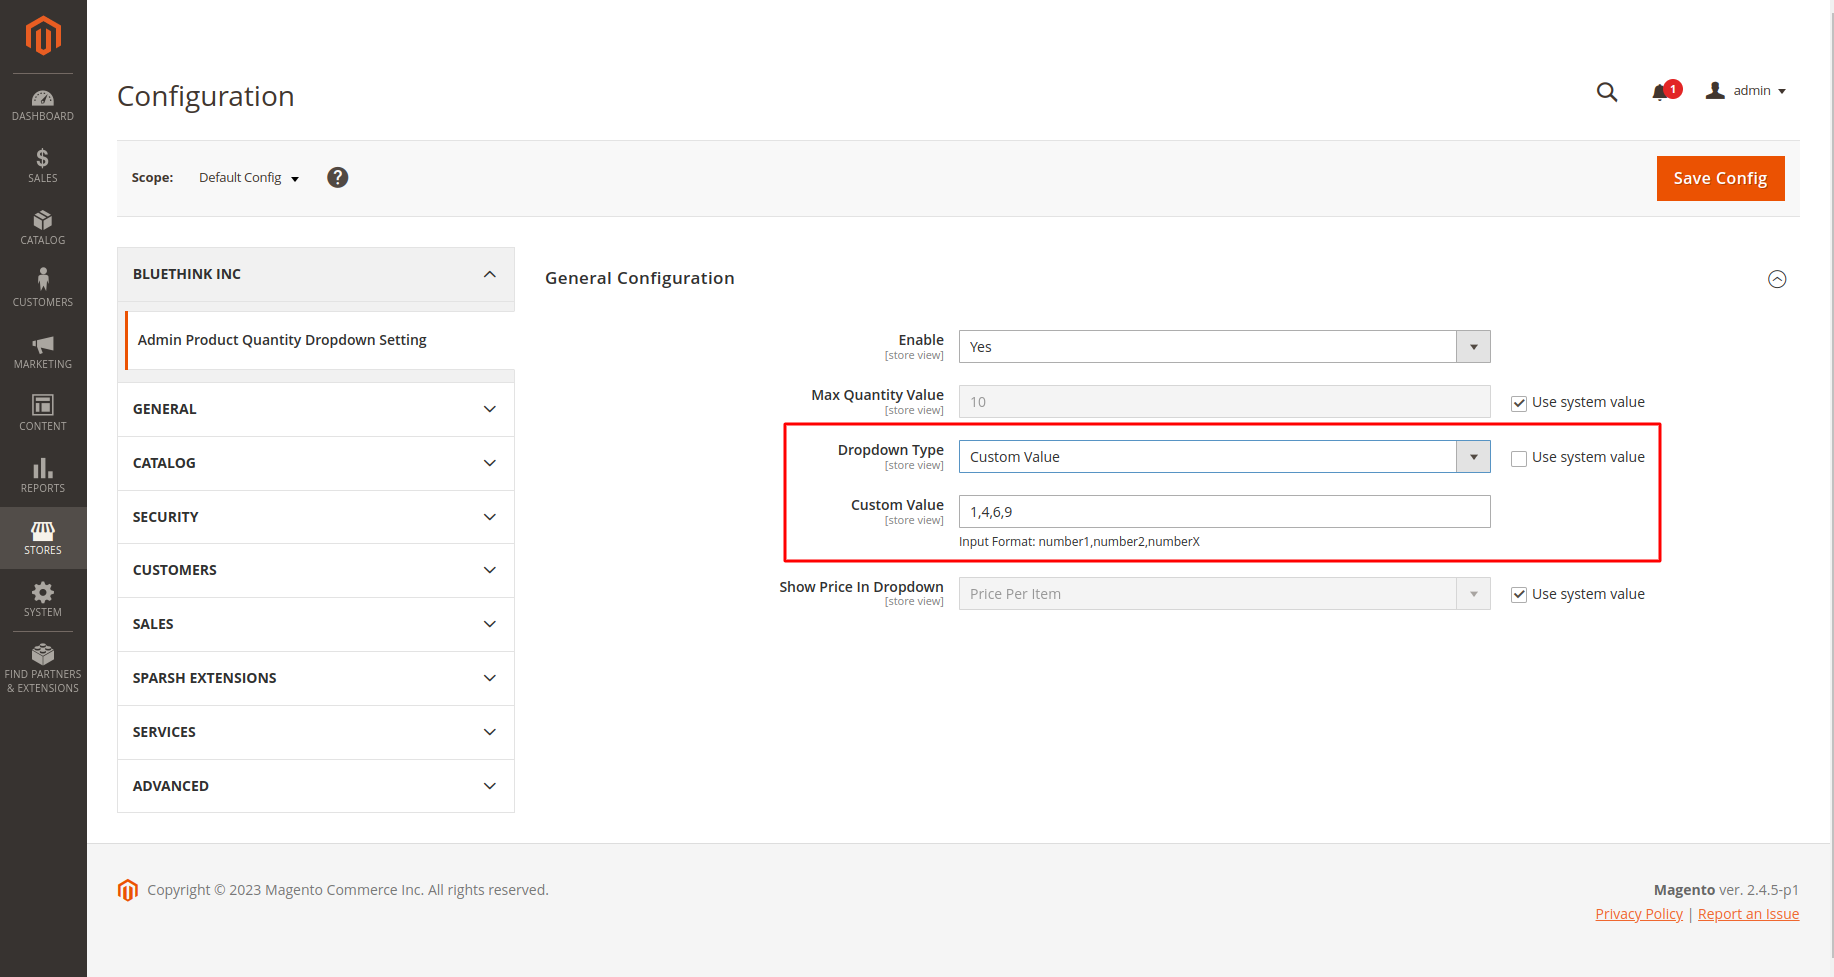 DASHBOARD
SALES
CATALOG
CUSTOMERS
MARKETING
CONTENT
REPORTS
STORES
SYSTEM
FIND PARTNERS
& EXTENSIONS
Configuration
1
admin
Scope: Default Config ?
Save Config
BLUETHINK INC
Admin Product Quantity Dropdown Setting
GENERAL
CATALOG
SECURITY
CUSTOMERS
SALES
SPARSH EXTENSIONS
SERVICES
ADVANCED
General Configuration
Enable
[store view]
Yes
Max Quantity Value
[store view]
10
Use system value
Dropdown Type
[store view]
Custom Value
Use system value
Custom Value
[store view]
1,4,6,9
Input Format: number1,number2,numberX
Show Price In Dropdown
[store view]
Price Per Item
Use system value
Copyright © 2023 Magento Commerce Inc. All rights reserved.
Magento ver. 2.4.5-p1
Privacy Policy | Report an Issue